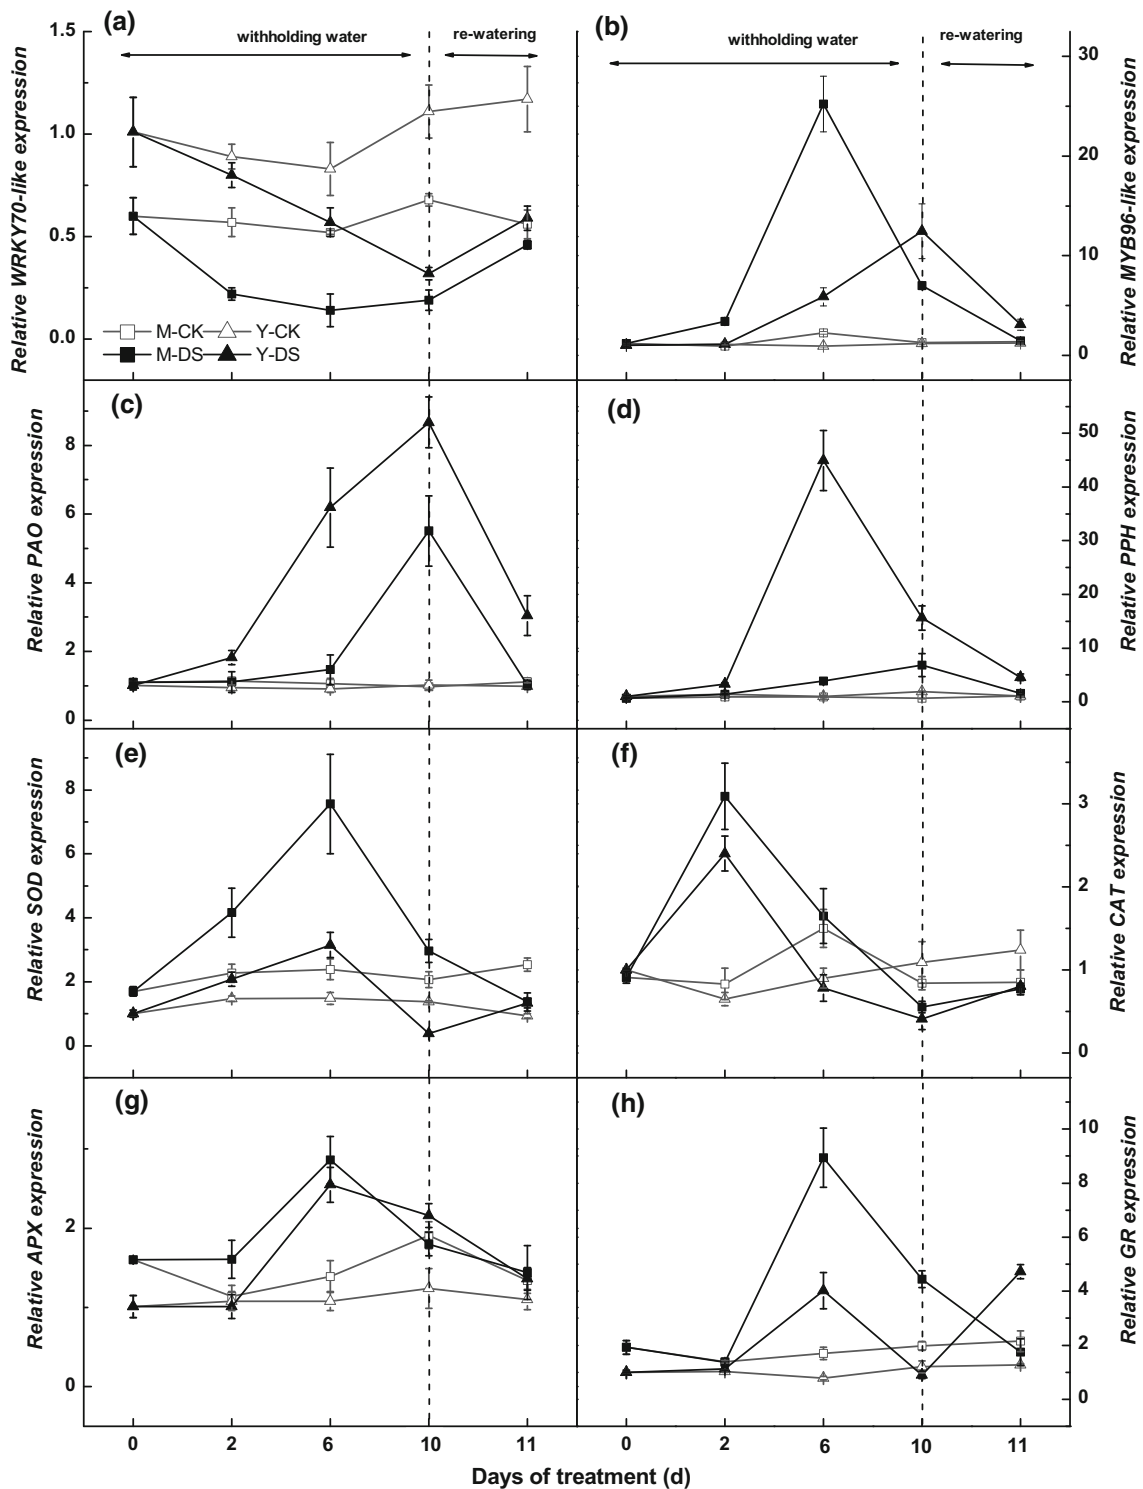 (a)
withholding water
re-watering
Relative WRKY70-like expression
1.5
1.0
0.5
0.0
M-CK
Y-CK
M-DS
Y-DS
(b)
withholding water
re-watering
30
20
10
0
Relative MYB96-like expression
(c)
Relative PAO expression
8
6
4
2
0
(d)
50
40
30
20
10
0
Relative PPH expression
(e)
Relative SOD expression
8
6
4
2
0
(f)
3
2
1
0
Relative CAT expression
(g)
Relative APX expression
2
0
(h)
10
8
6
4
2
0
Relative GR expression
0 2 6 10 11
0 2 6 10 11
Days of treatment (d)